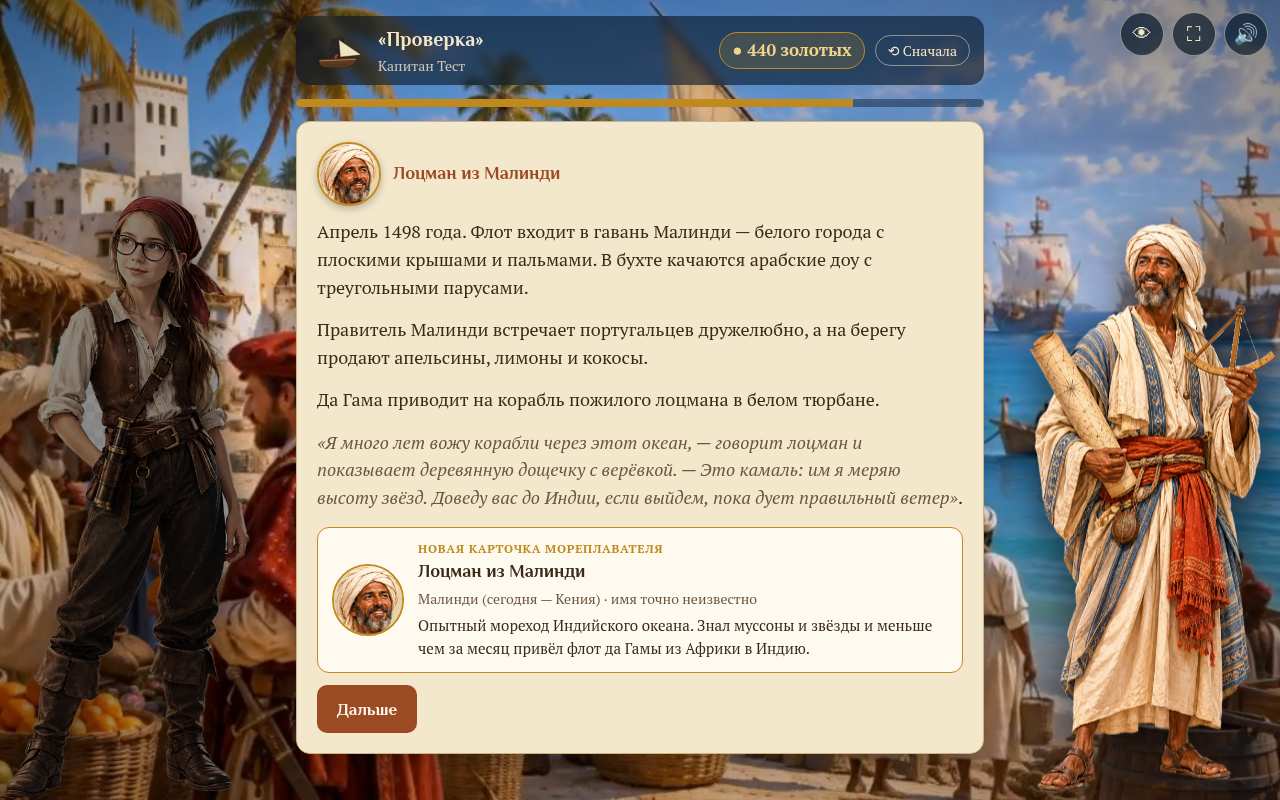 «Проверка»
Капитан Тест
● 440 золотых
⟲ Сначала
Лоцман из Малинди
Апрель 1498 года. Флот входит в гавань Малинди — белого города с
плоскими крышами и пальмами. В бухте качаются арабские доу с
треугольными парусами.
Правитель Малинди встречает португальцев дружелюбно, а на берегу
продают апельсины, лимоны и кокосы.
Да Гама приводит на корабль пожилого лоцмана в белом тюрбане.
«Я много лет вожу корабли через этот океан, — говорит лоцман и
показывает деревянную дощечку с верёвкой. — Это камаль: им я меряю
высоту звёзд. Доведу вас до Индии, если выйдем, пока дует правильный ветер».
НОВАЯ КАРТОЧКА МОРЕПЛАВАТЕЛЯ
Лоцман из Малинди
Малинди (сегодня — Кения) · имя точно неизвестно
Опытный мореход Индийского океана. Знал муссоны и звёзды и меньше
чем за месяц привёл флот да Гамы из Африки в Индию.
Дальше